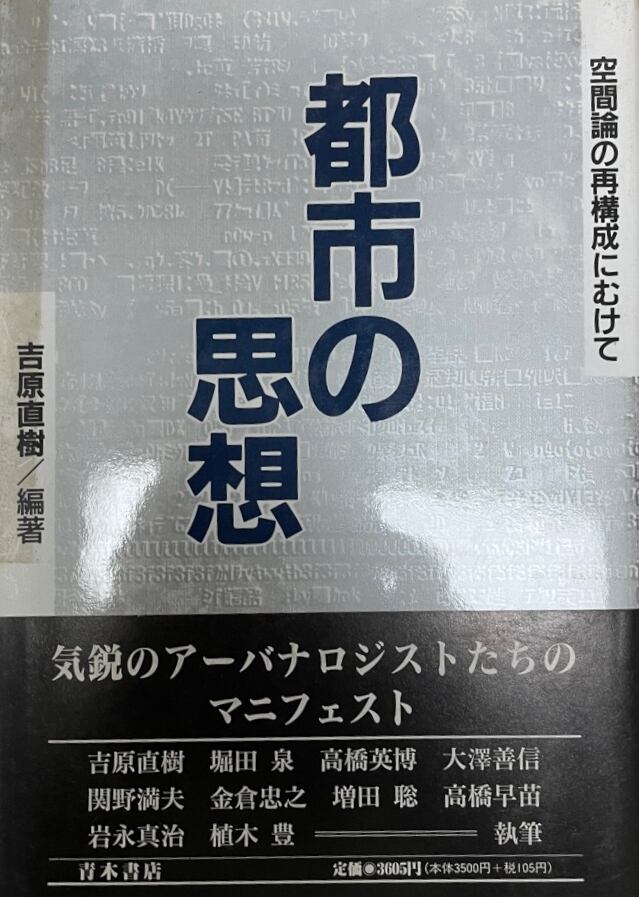 空間論の再構成にむけて
都市の
思想
吉原直樹／編著
気鋭のアーバナロジストたちの
マニフェスト
吉原直樹 堀田 泉 高橋英博 大澤善信
関野満夫 金倉忠之 増田 聡 高橋早苗
岩永真治 植木 豊 執筆
青木書店 定価◎3605円(本体3500円+税105円)